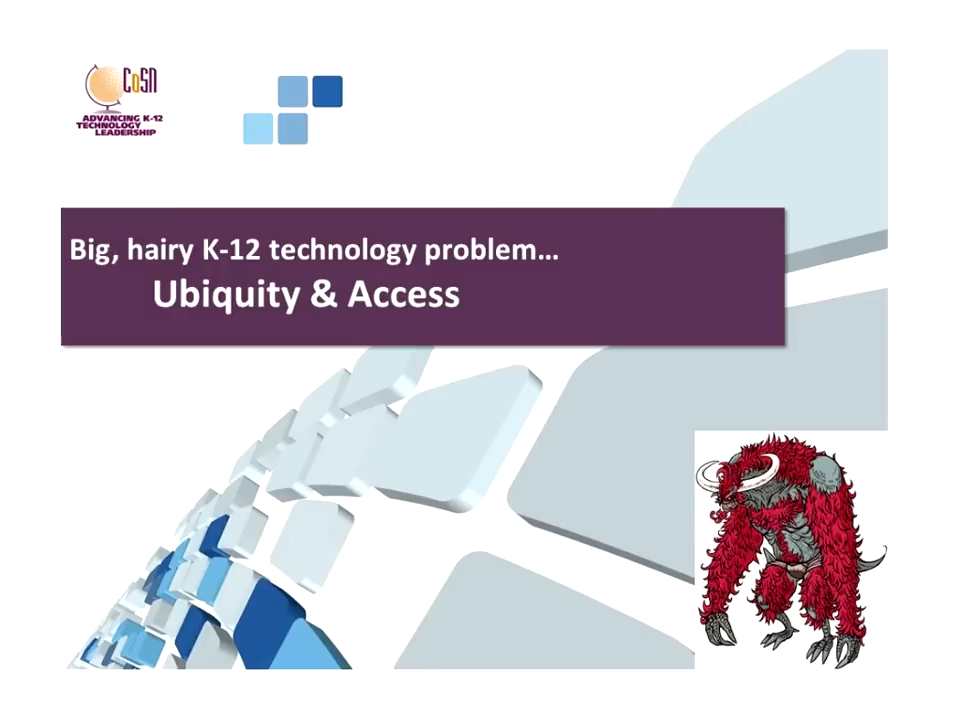 CoSN
ADVANCING K-12
TECHNOLOGY
LEADERSHIP
Big, hairy K-12 technology problem…
Ubiquity & Access